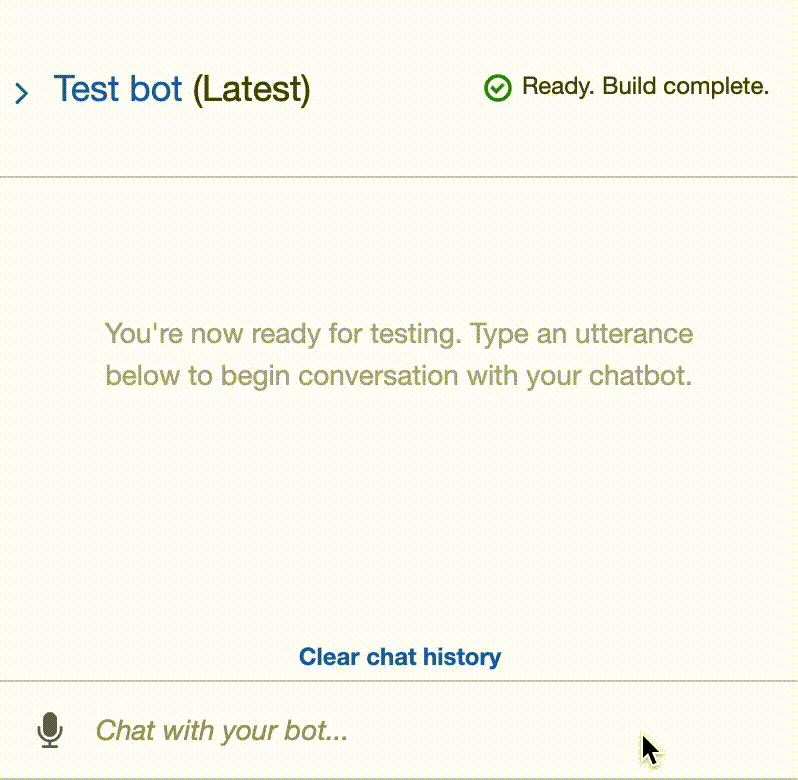 Test bot (Latest)
Ready. Build complete.
You're now ready for testing. Type an utterance
below to begin conversation with your chatbot.
Clear chat history
Chat with your bot...